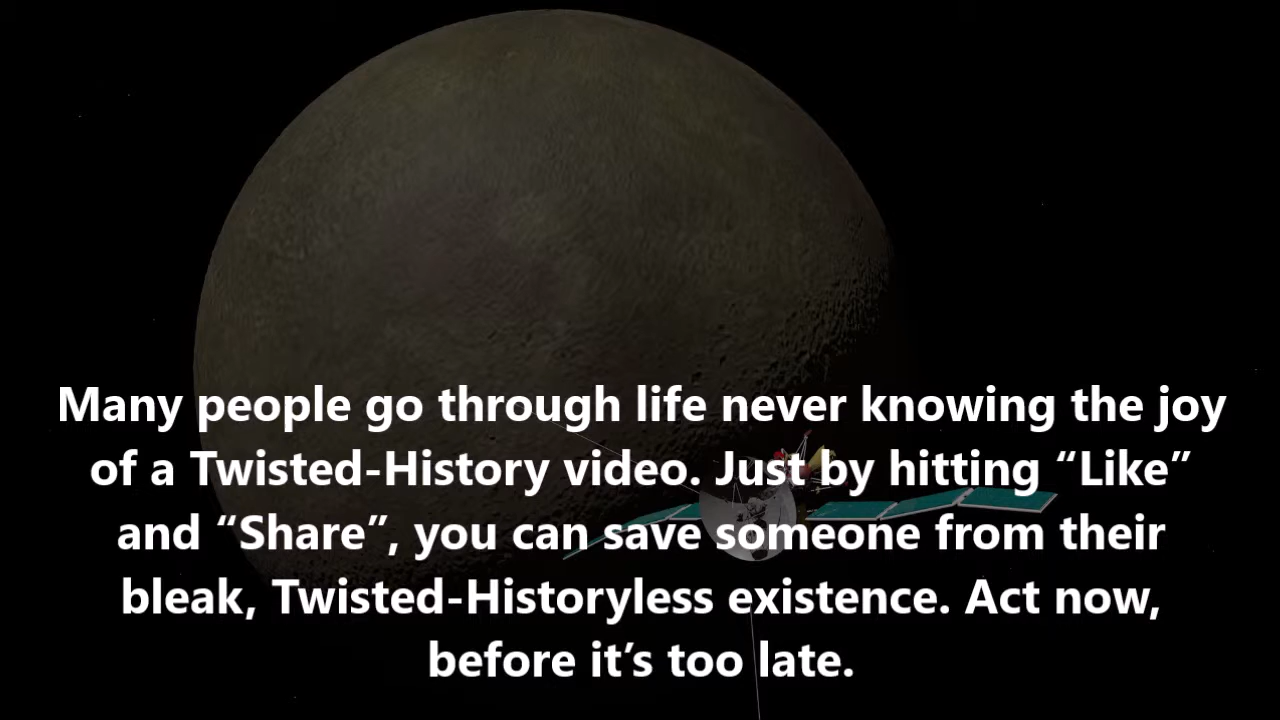 Many people go through life never knowing the joy
of a Twisted-History video. Just by hitting “Like”
and “Share”, you can save someone from their
bleak, Twisted-Historyless existence. Act now,
before it’s too late.